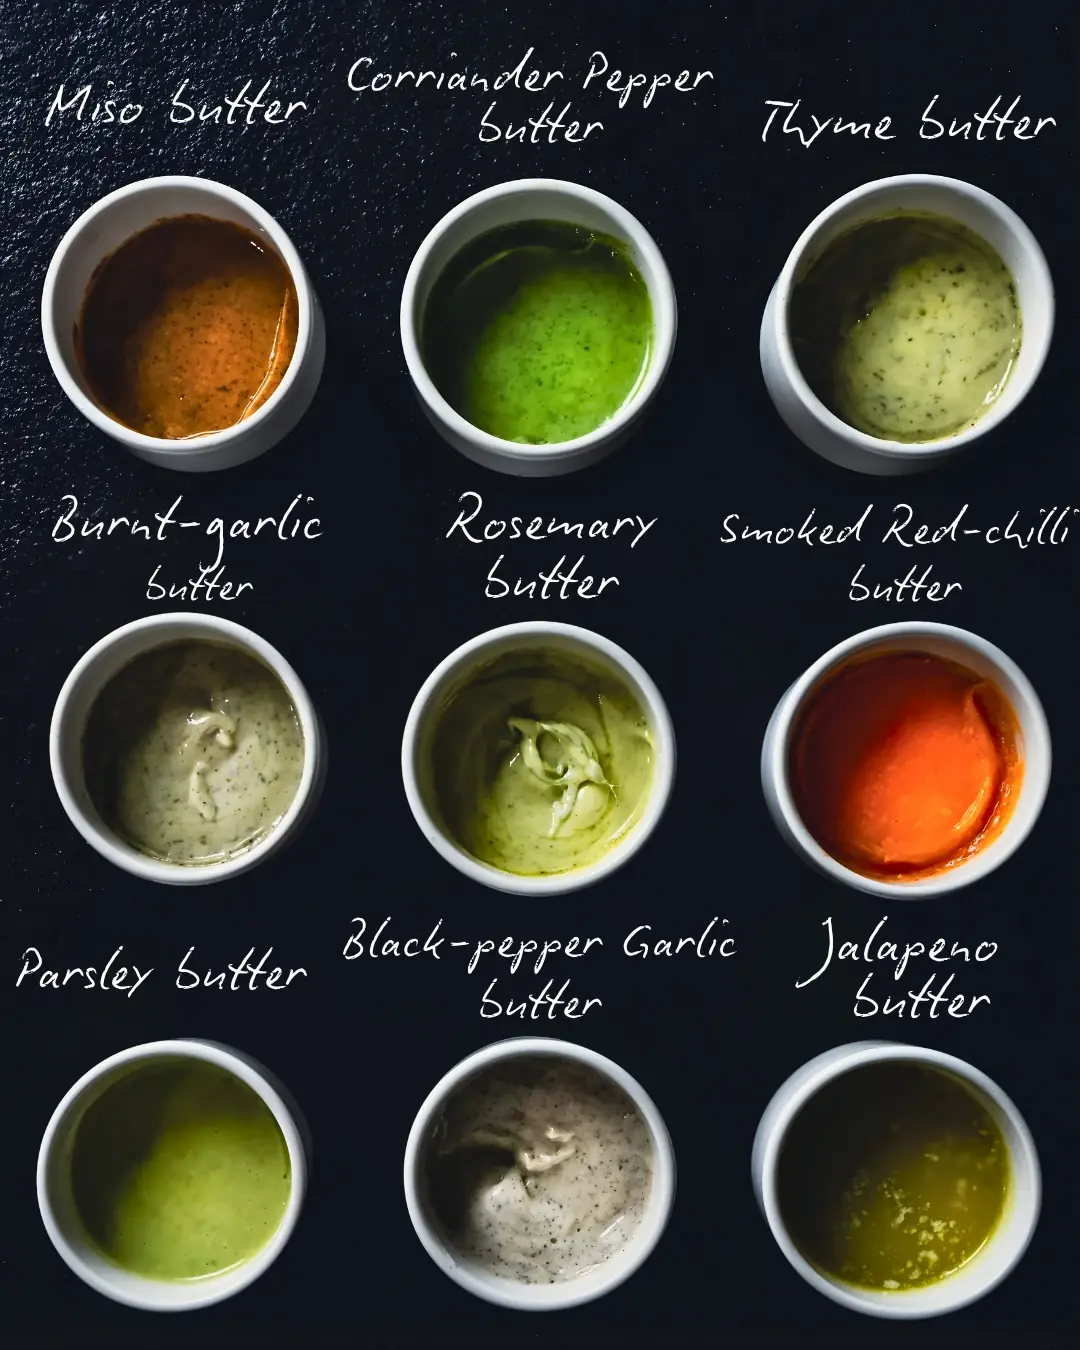 Miso butter
Corriander Pepper
butter
Thyme butter
Burnt-garlic
butter
Rosemary
butter
Smoked Red-chilli
butter
Parsley butter
Black-pepper Garlic
butter
Jalapeno
butter